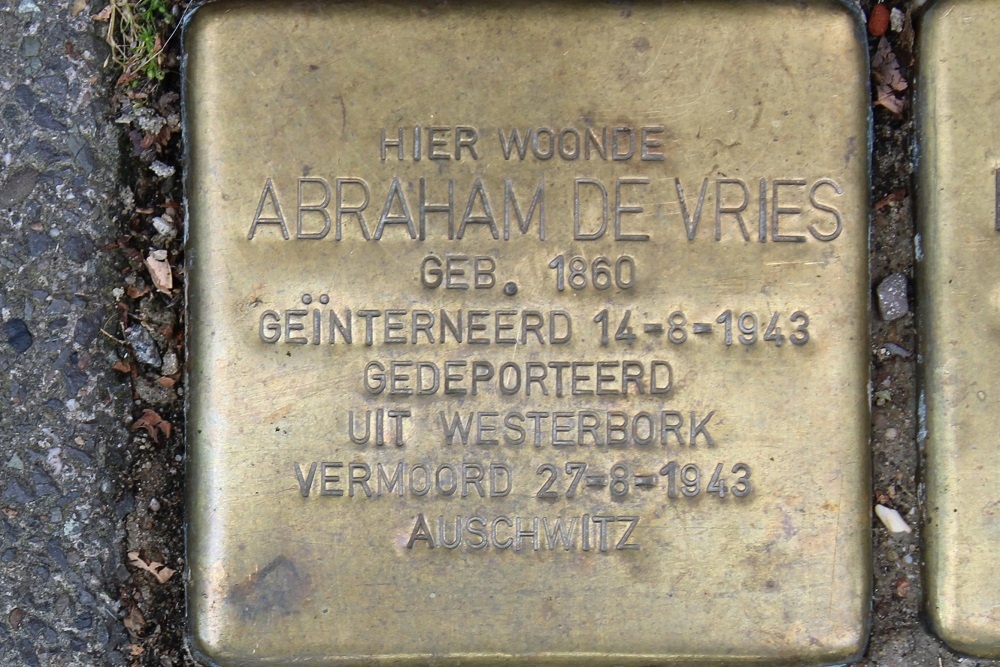 HIER WOONDE
ABRAHAM DE VRIES
GEB. 1860
GEÏNTERNEERD 14-8-1943
GEDEPORTEERD
UIT WESTERBORK
VERMOORD 27-8-1943
AUSCHWITZ